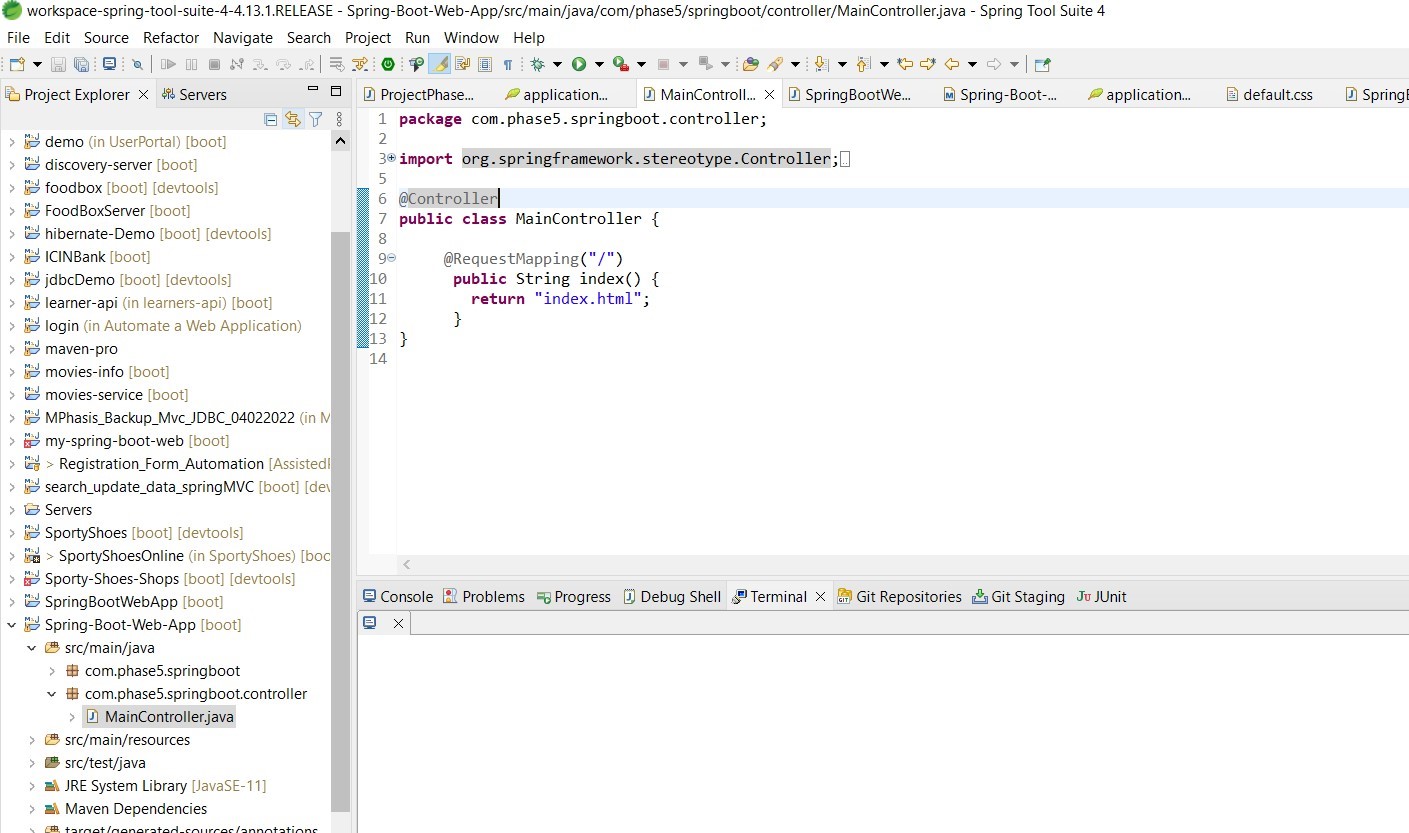 workspace-spring-tool-suite-4-4.13.1.RELEASE - Spring-Boot-Web-App/src/main/java/com/phase5/springboot/controller/MainController.java - Spring Tool Suite 4
File Edit Source Refactor Navigate Search Project Run Window Help
Project Explorer Servers
demo (in UserPortal) [boot]
discovery-server [boot]
foodbox [boot] [devtools]
FoodBoxServer [boot]
hibernate-Demo [boot] [devtools]
ICINBank [boot]
jdbcDemo [boot] [devtools]
learner-api (in learners-api) [boot]
login (in Automate a Web Application)
maven-pro
movies-info [boot]
movies-service [boot]
MPhasis_Backup_Mvc_JDBC_04022022 (in M
my-spring-boot-web [boot]
> Registration_Form_Automation [Assisted
search_update_data_springMVC [boot] [dev
Servers
SportyShoes [boot] [devtools]
> SportyShoesOnline (in SportyShoes) [boo
Sporty-Shoes-Shops [boot] [devtools]
SpringBootWebApp [boot]
Spring-Boot-Web-App [boot]
src/main/java
com.phase5.springboot
com.phase5.springboot.controller
MainController.java
src/main/resources
src/test/java
JRE System Library [JavaSE-11]
Maven Dependencies
target/generated-sources/annotations
ProjectPhase... application... MainControll... SpringBootWe... Spring-Boot-... application... default.css Spring
1 package com.phase5.springboot.controller;
2
3 import org.springframework.stereotype.Controller;
5
6 @Controller
7 public class MainController {
8
9 @RequestMapping("/")
10 public String index() {
11 return "index.html";
12 }
13 }
14
Console Problems Progress Debug Shell Terminal Git Repositories Git Staging JUnit